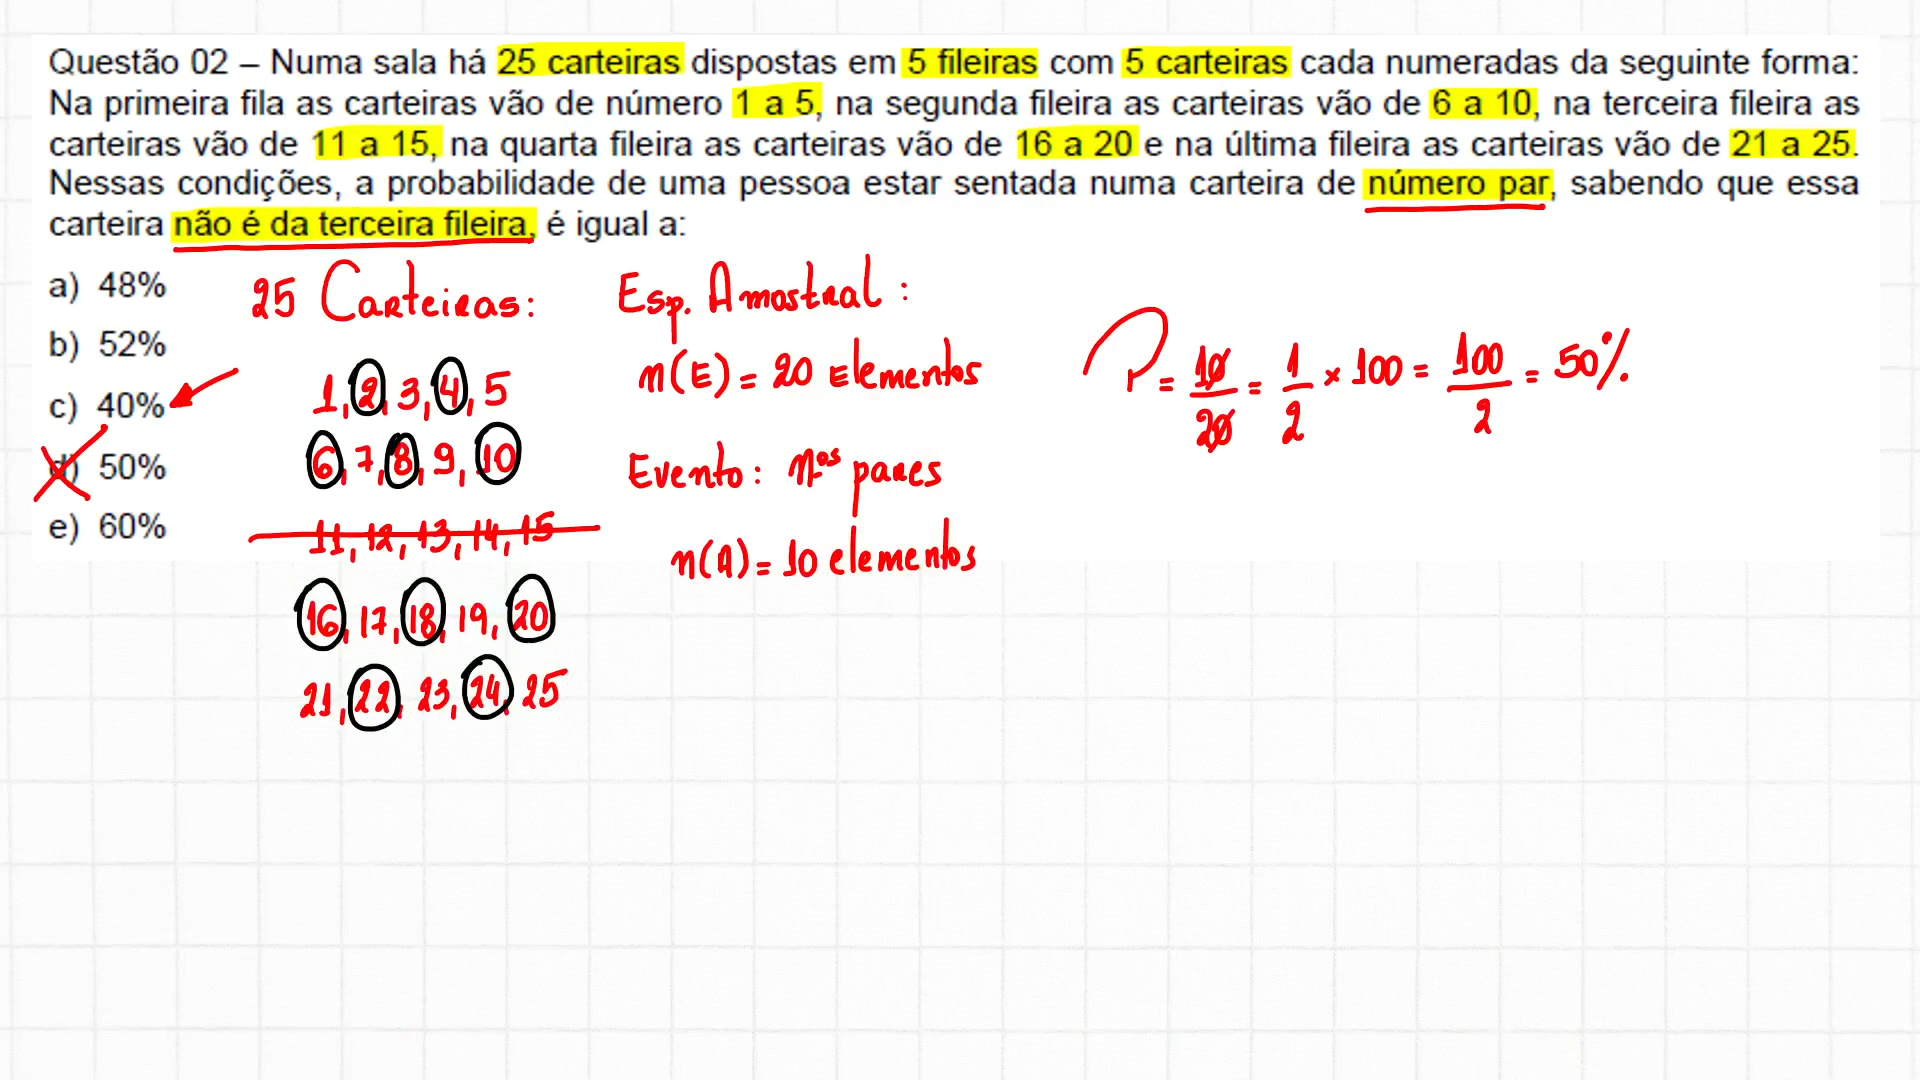 Questão 02 – Numa sala há 25 carteiras dispostas em 5 fileiras com 5 carteiras cada numeradas da seguinte forma:
Na primeira fila as carteiras vão de número 1 a 5, na segunda fileira as carteiras vão de 6 a 10, na terceira fileira as
carteiras vão de 11 a 15, na quarta fileira as carteiras vão de 16 a 20 e na última fileira as carteiras vão de 21 a 25.
Nessas condições, a probabilidade de uma pessoa estar sentada numa carteira de número par, sabendo que essa
carteira não é da terceira fileira, é igual a:
a) 48%
b) 52%
c) 40%
d) 50%
e) 60%
25 Carteiras:
1, 2, 3, 4, 5
6, 7, 8, 9, 10
11, 12, 13, 14, 15
16, 17, 18, 19, 20
21, 22, 23, 24, 25
Esp. Amostral:
n(E) = 20 elementos
Evento: nos pares
n(A) = 10 elementos
P = 10/20 = 1/2 × 100 = 100/2 = 50%